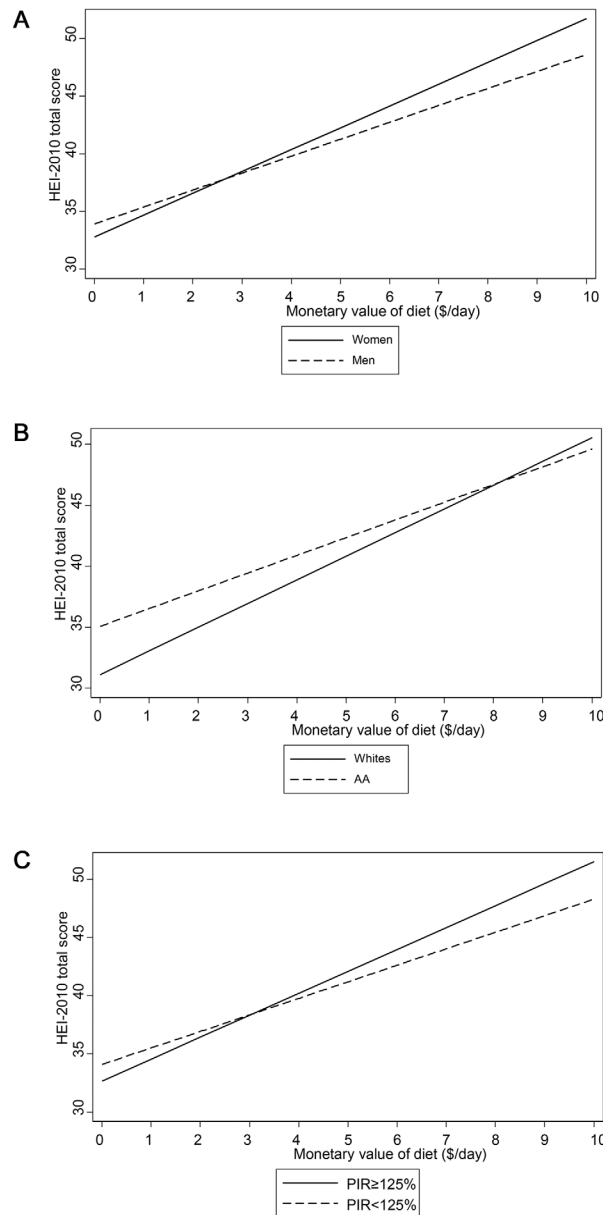 A
HEI-2010 total score
50
45
40
35
30
0 1 2 3 4 5 6 7 8 9 10
Monetary value of diet ($/day)
Women
Men
B
HEI-2010 total score
50
45
40
35
30
0 1 2 3 4 5 6 7 8 9 10
Monetary value of diet ($/day)
Whites
AA
C
HEI-2010 total score
50
45
40
35
30
0 1 2 3 4 5 6 7 8 9 10
Monetary value of diet ($/day)
PIR≥125%
PIR<125%